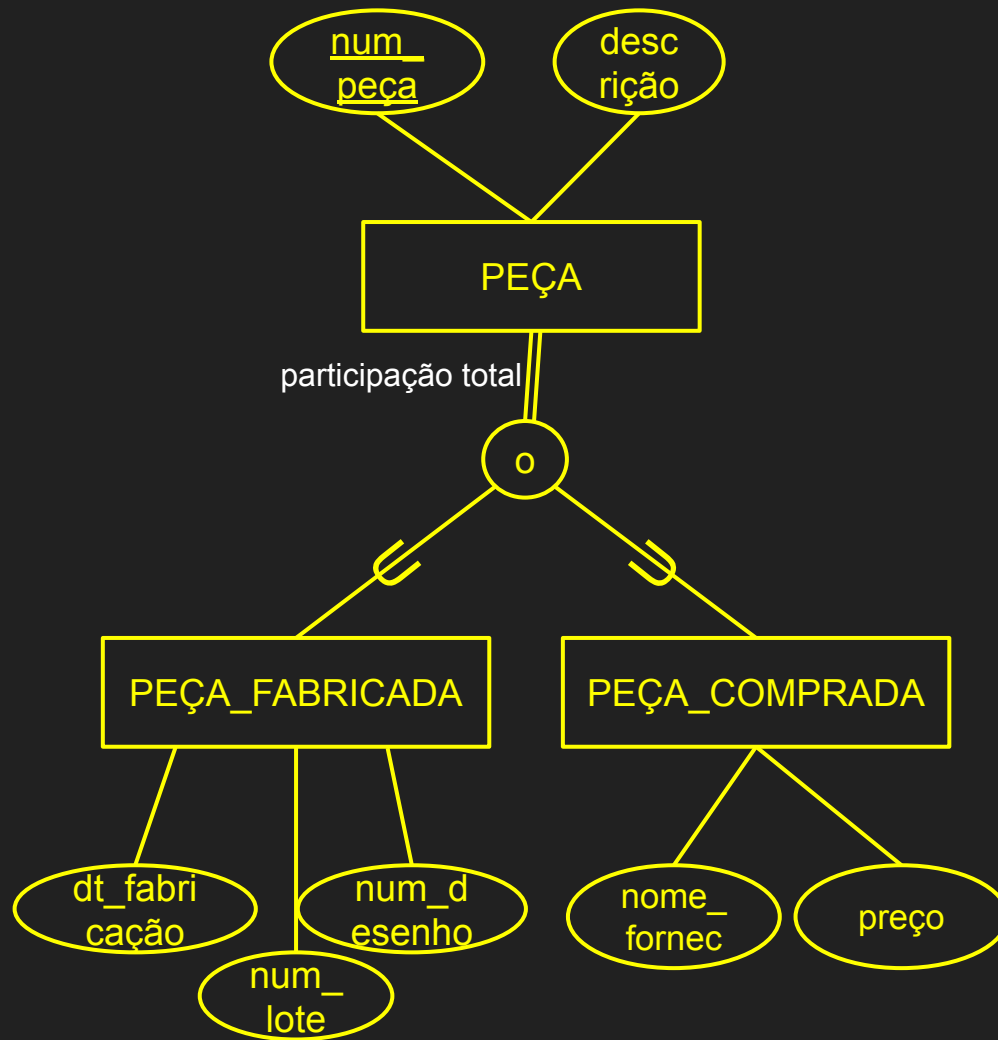 num_
peça
desc
rição
PEÇA
participação total
o
PEÇA_FABRICADA
PEÇA_COMPRADA
dt_fabri
cação
num_
lote
num_d
esenho
nome_
fornec
preço